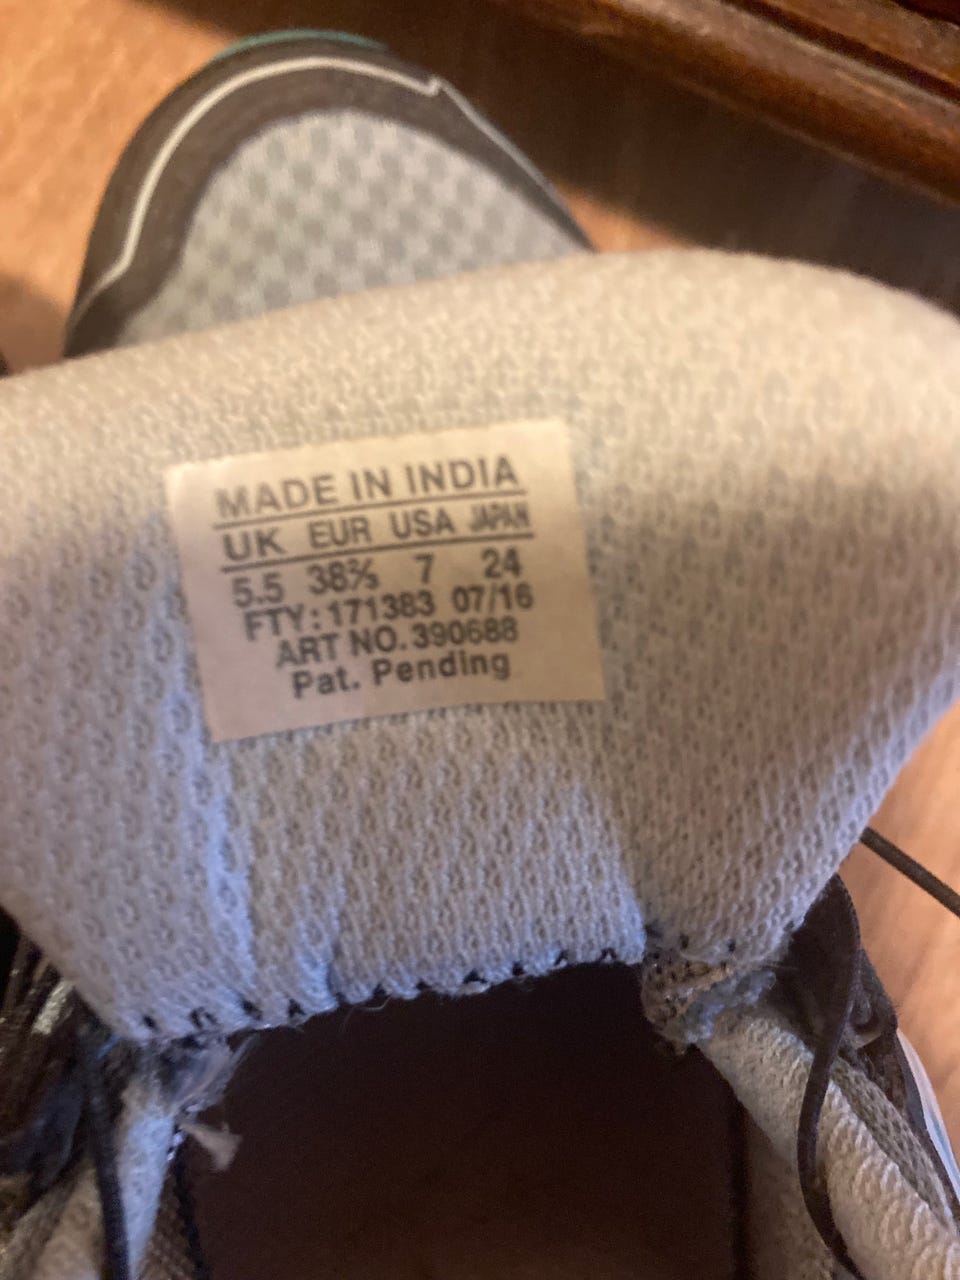 MADE IN INDIA
UK EUR USA JAPAN
5.5 38⅔ 7 24
FTY: 171383 07/16
ART NO. 390688
Pat. Pending